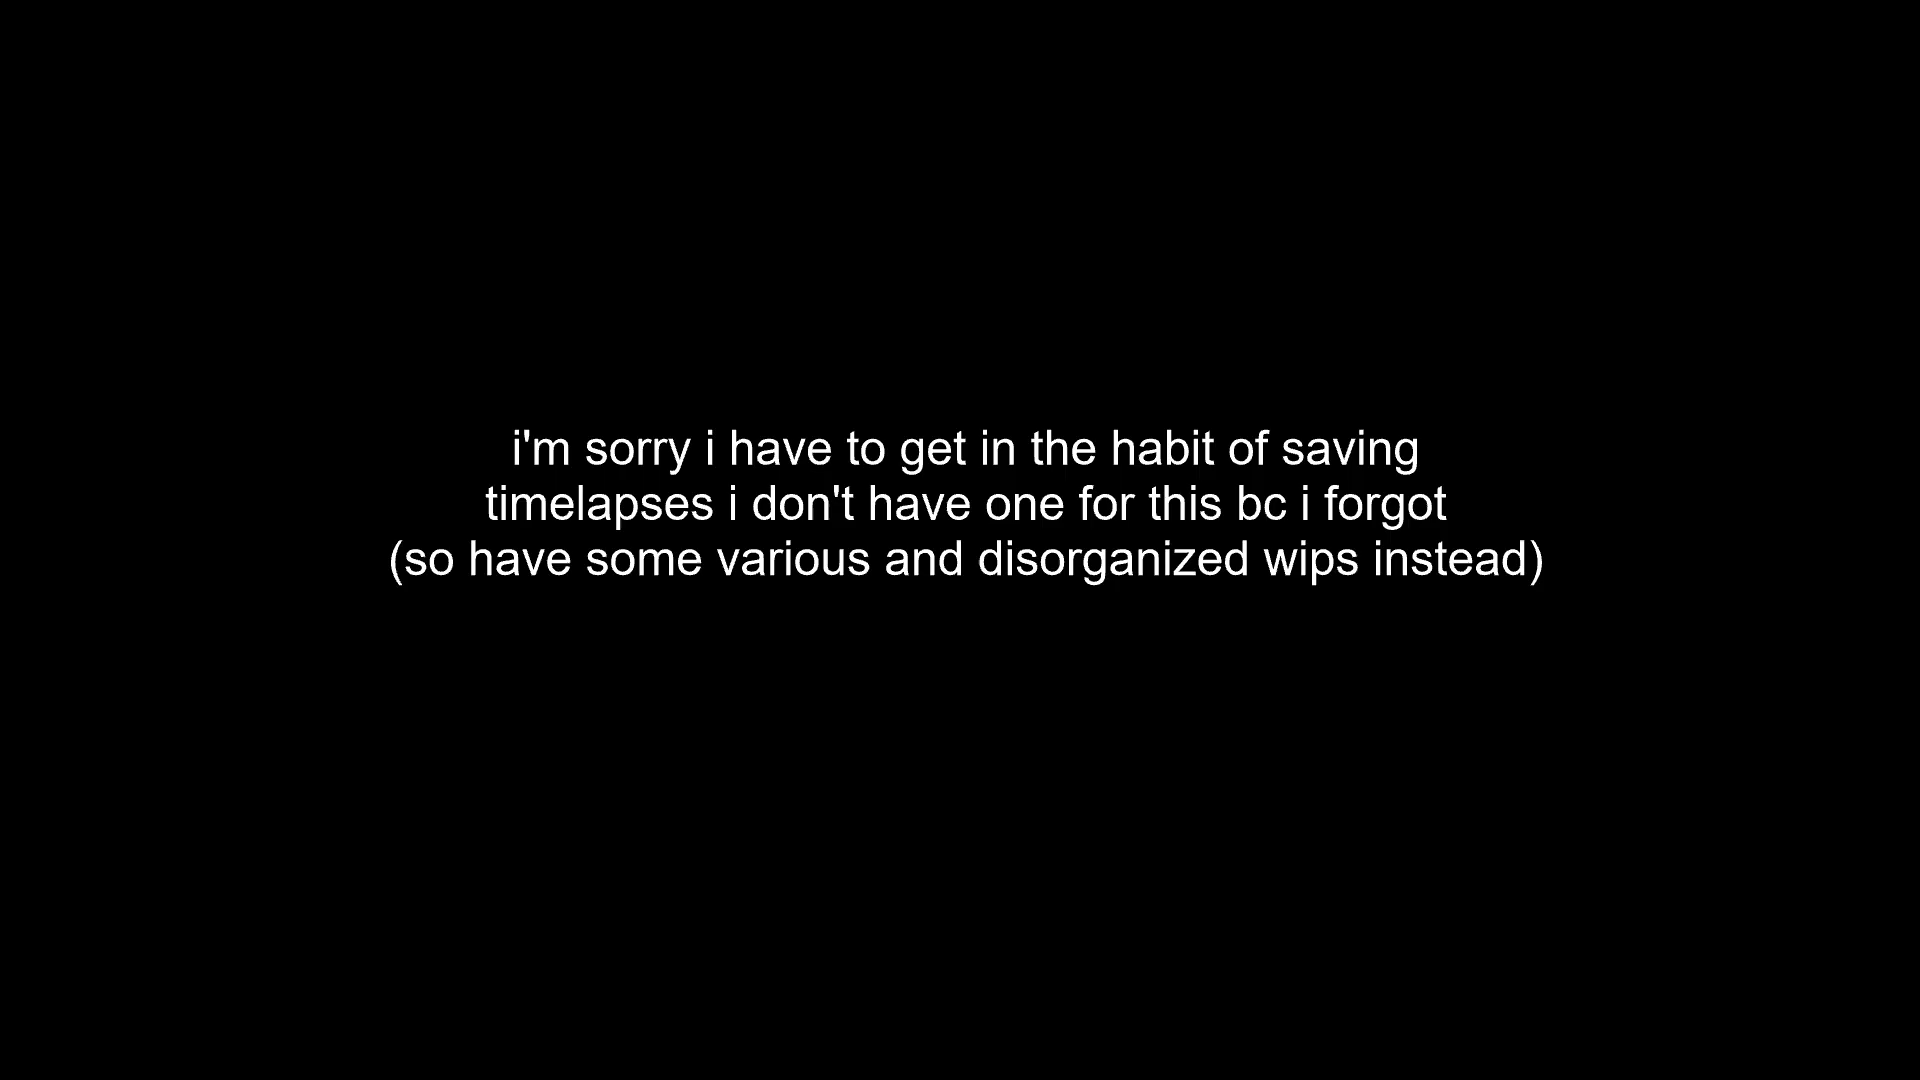 i'm sorry i have to get in the habit of saving
timelapses i don't have one for this bc i forgot
(so have some various and disorganized wips instead)